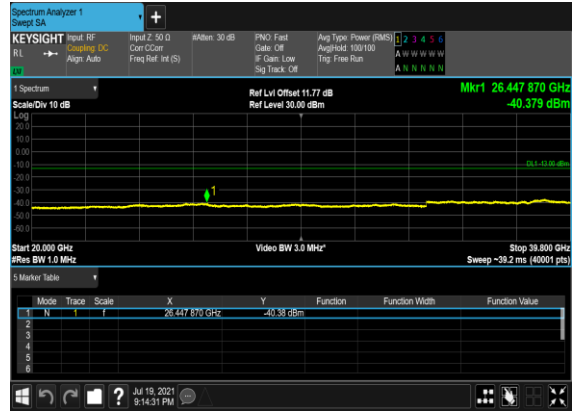 Spectrum Analyzer 1
Swept SA
+
KEYSIGHT Input: RF Input Z: 50 Ω #Atten: 30 dB PNO: Fast Avg Type: Power (RMS) 1 2 3 4 5 6
RL Coupling: DC Corr CCorr Gate: Off Avg|Hold: 100/100 A W W W W W
Align: Auto Freq Ref: Int (S) IF Gain: Low Trig: Free Run
Sig Track: Off A N N N N N
1 Spectrum Ref Lvl Offset 11.77 dB Mkr1 26.447 870 GHz
Scale/Div 10 dB Ref Level 30.00 dBm -40.379 dBm
Log
20.0
10.0
0.00
-10.0 DL1 -13.00 dBm
-20.0
-30.0 1
-40.0
-50.0
-60.0
Start 20.000 GHz Video BW 3.0 MHz* Stop 39.800 GHz
#Res BW 1.0 MHz Sweep ~39.2 ms (40001 pts)
5 Marker Table
Mode Trace Scale X Y Function Function Width Function Value
1 N 1 f 26.447 870 GHz -40.38 dBm
2
3
4
5
6
? Jul 19, 2021
9:14:31 PM